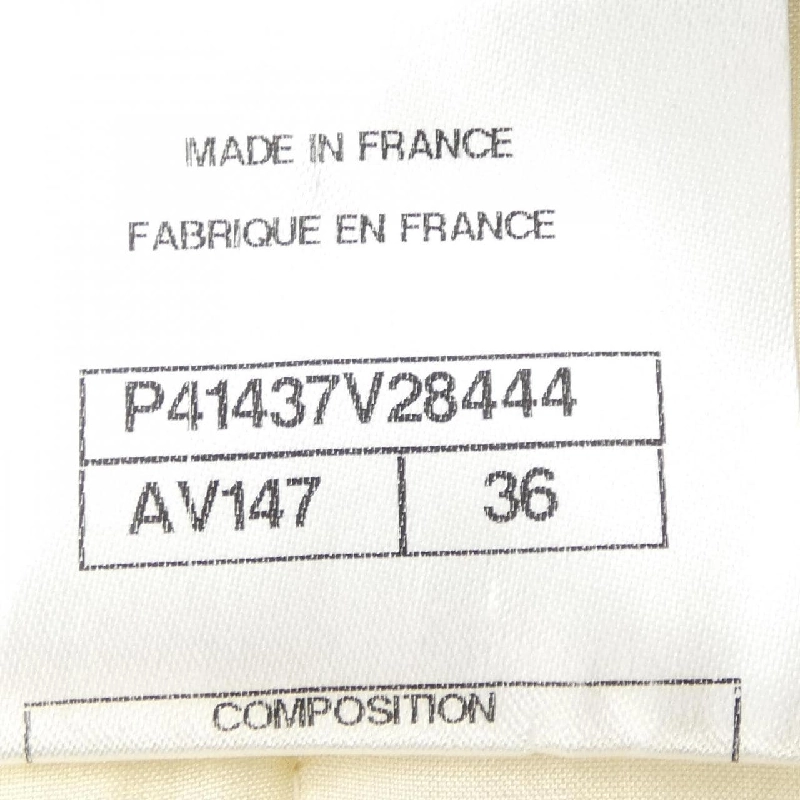 MADE IN FRANCE
FABRIQUE EN FRANCE
P41437V28444
AV147 36
COMPOSITION